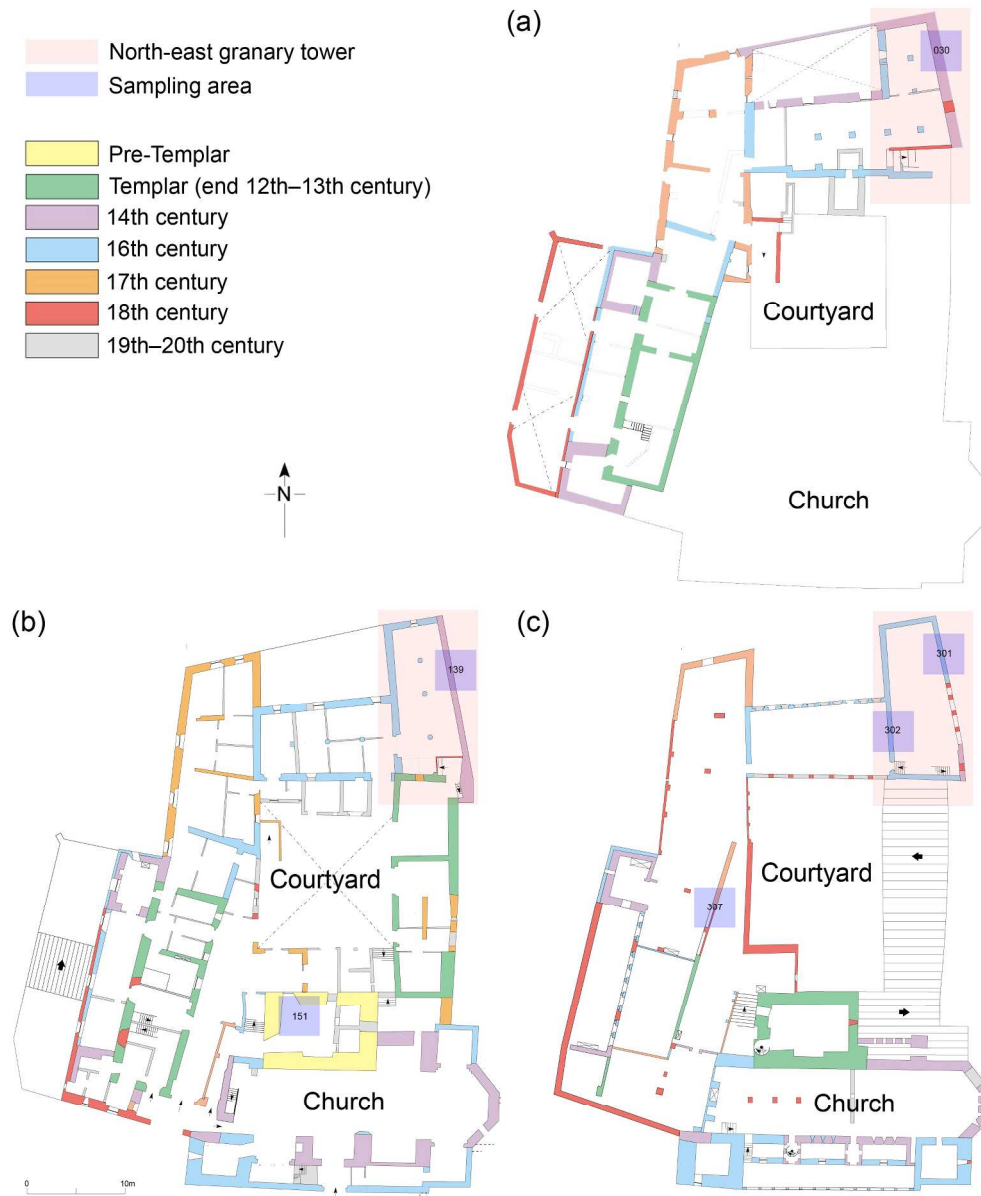 North-east granary tower
Sampling area
Pre-Templar
Templar (end 12th–13th century)
14th century
16th century
17th century
18th century
19th–20th century
N
(a)
030
Courtyard
Church
(b)
139
Courtyard
151
Church
0 10m
(c)
301
302
Courtyard
307
Church